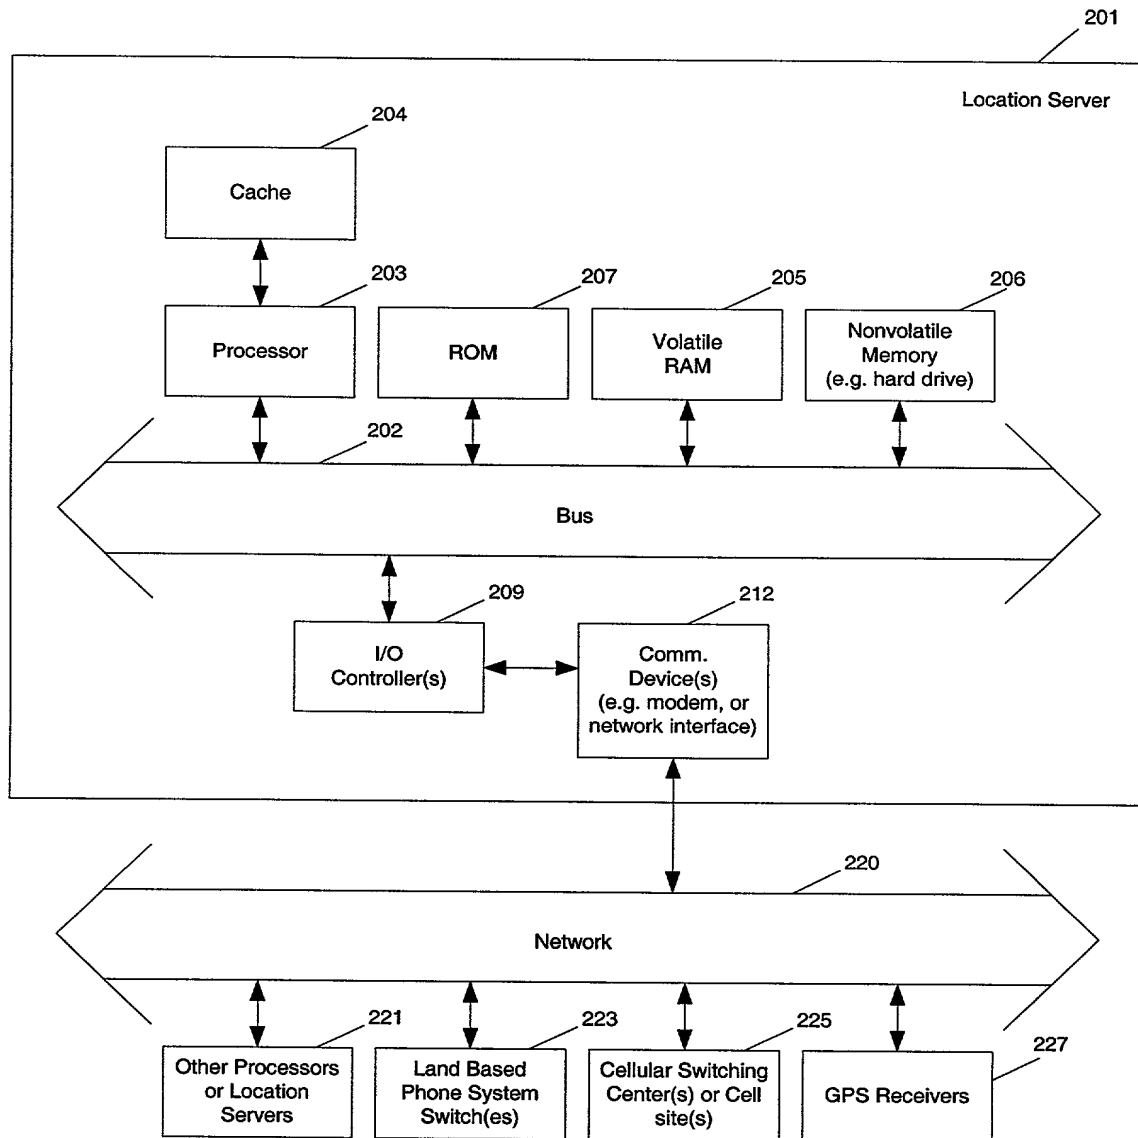 201
Location Server
204
Cache
203
207
205
206
Processor
ROM
Volatile
RAM
Nonvolatile
Memory
(e.g. hard drive)
202
Bus
209
212
I/O
Controller(s)
Comm.
Device(s)
(e.g. modem, or
network interface)
220
Network
221
223
225
227
Other Processors
or Location
Servers
Land Based
Phone System
Switch(es)
Cellular Switching
Center(s) or Cell
site(s)
GPS Receivers